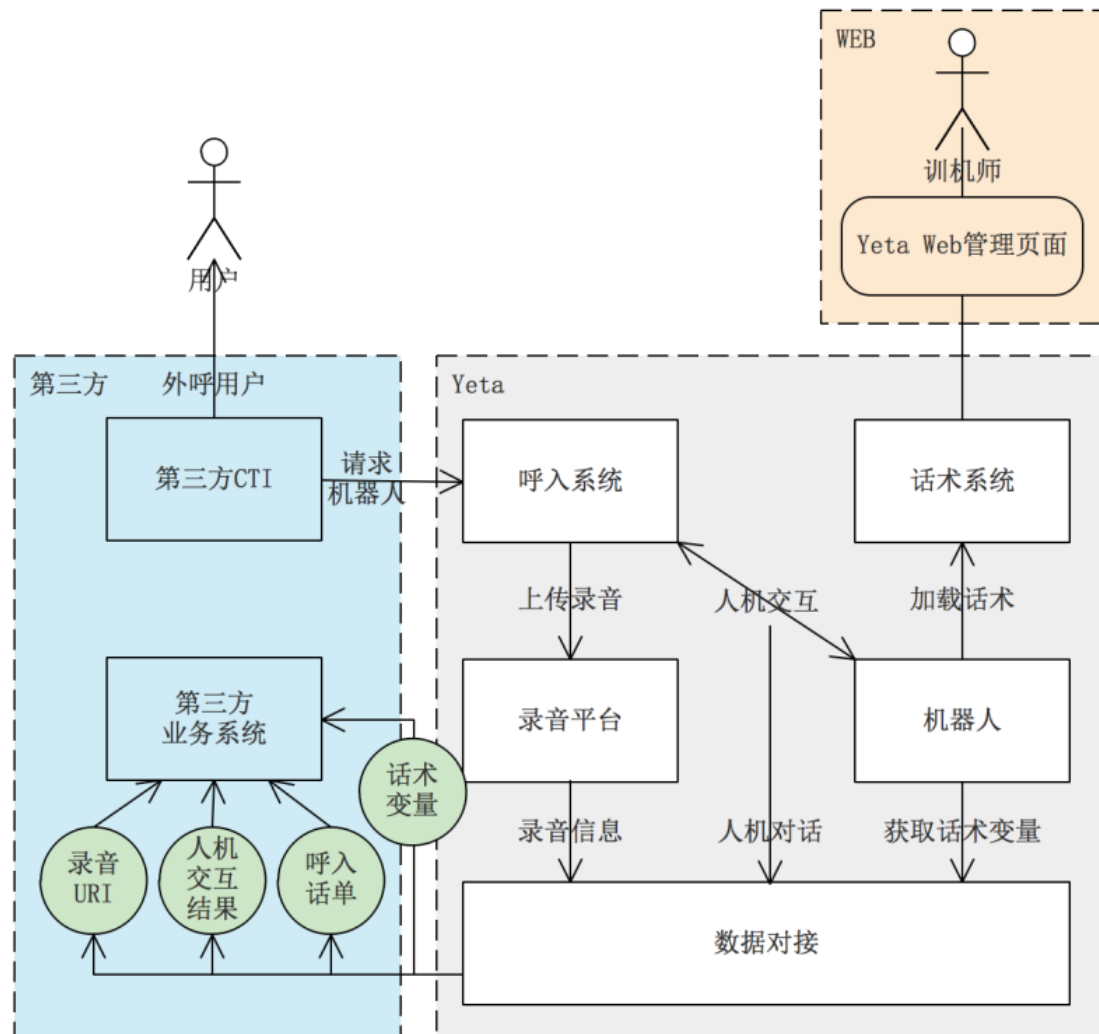 WEB
训机师
Yeta Web管理页面
用户
第三方
外呼用户
Yeta
第三方CTI
请求
机器人
呼入系统
话术系统
上传录音
人机交互
加载话术
第三方
业务系统
录音平台
机器人
话术
变量
录音信息
人机对话
获取话术变量
录音
URI
人机
交互
结果
呼入
话单
数据对接